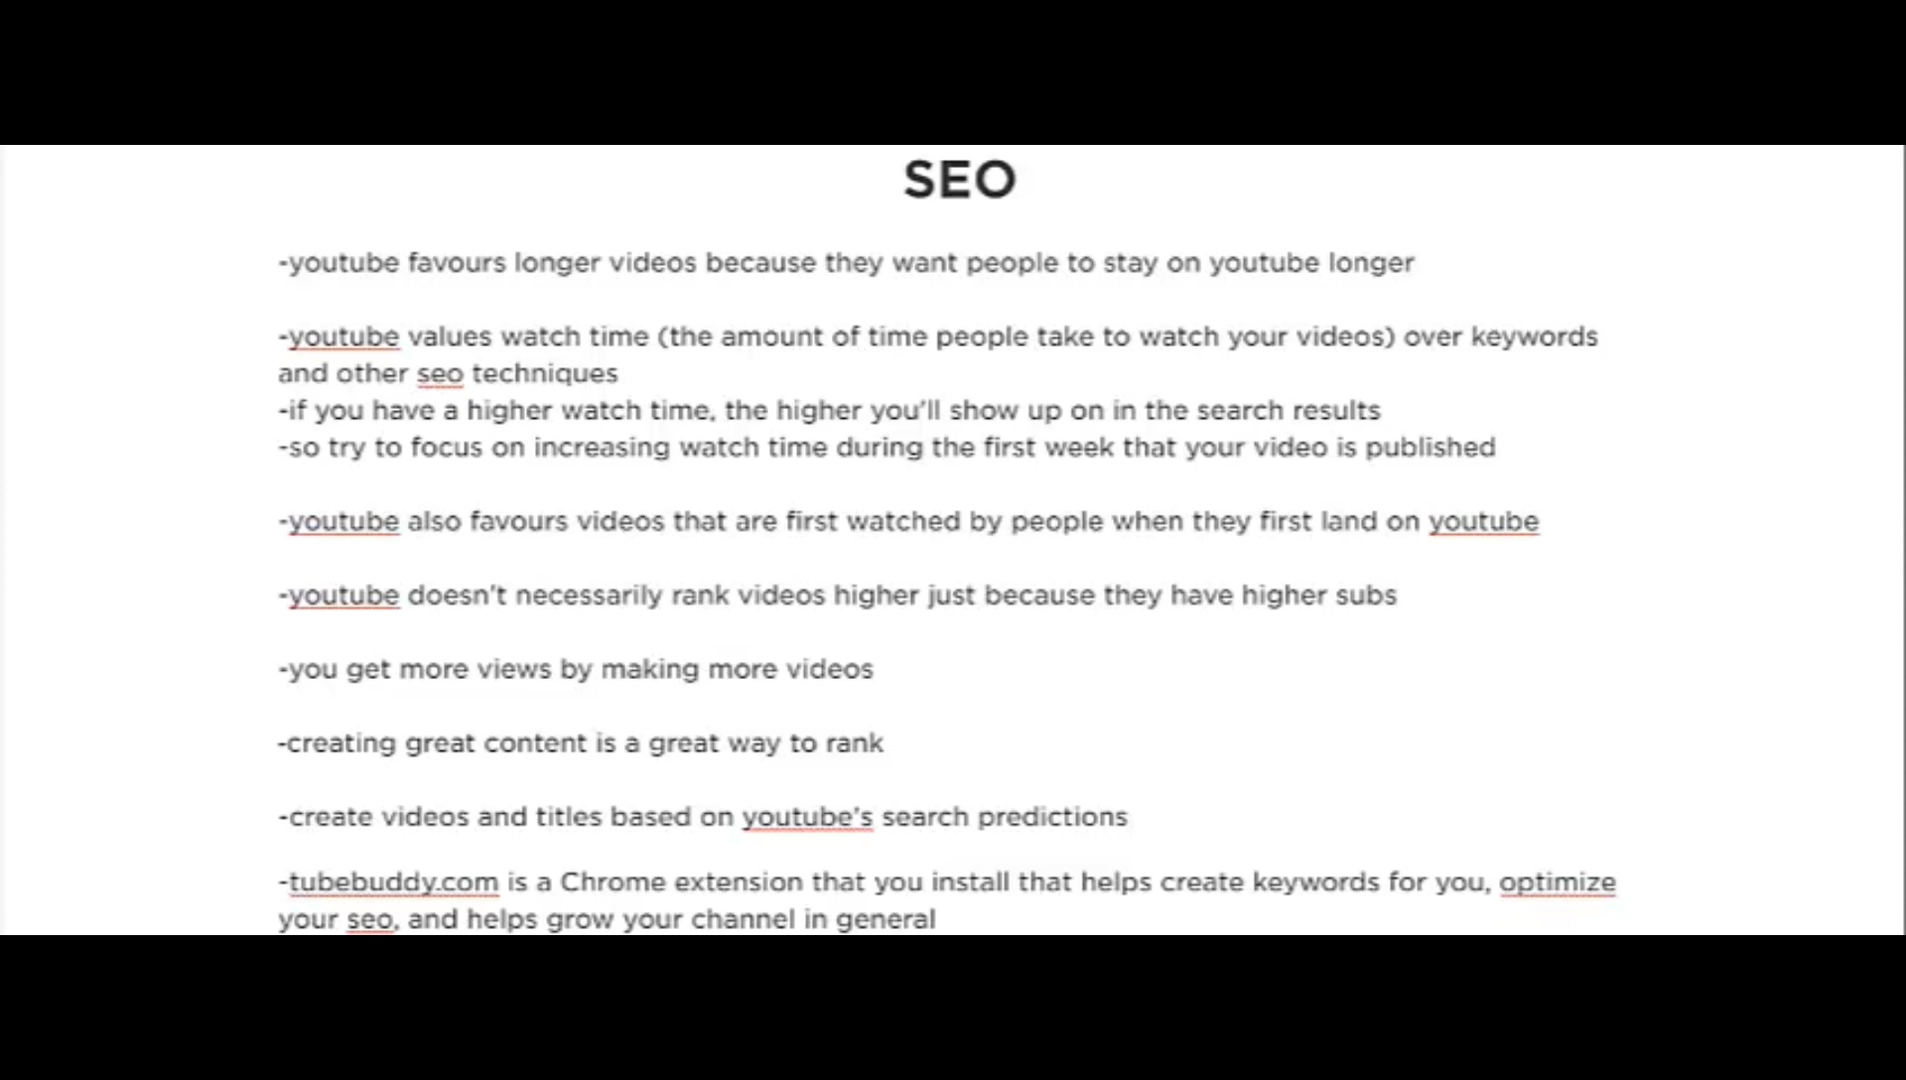 SEO
-youtube favours longer videos because they want people to stay on youtube longer
-youtube values watch time (the amount of time people take to watch your videos) over keywords
and other seo techniques
-if you have a higher watch time, the higher you'll show up on in the search results
-so try to focus on increasing watch time during the first week that your video is published
-youtube also favours videos that are first watched by people when they first land on youtube
-youtube doesn't necessarily rank videos higher just because they have higher subs
-you get more views by making more videos
-creating great content is a great way to rank
-create videos and titles based on youtube's search predictions
-tubebuddy.com is a Chrome extension that you install that helps create keywords for you, optimize
your seo, and helps grow your channel in general